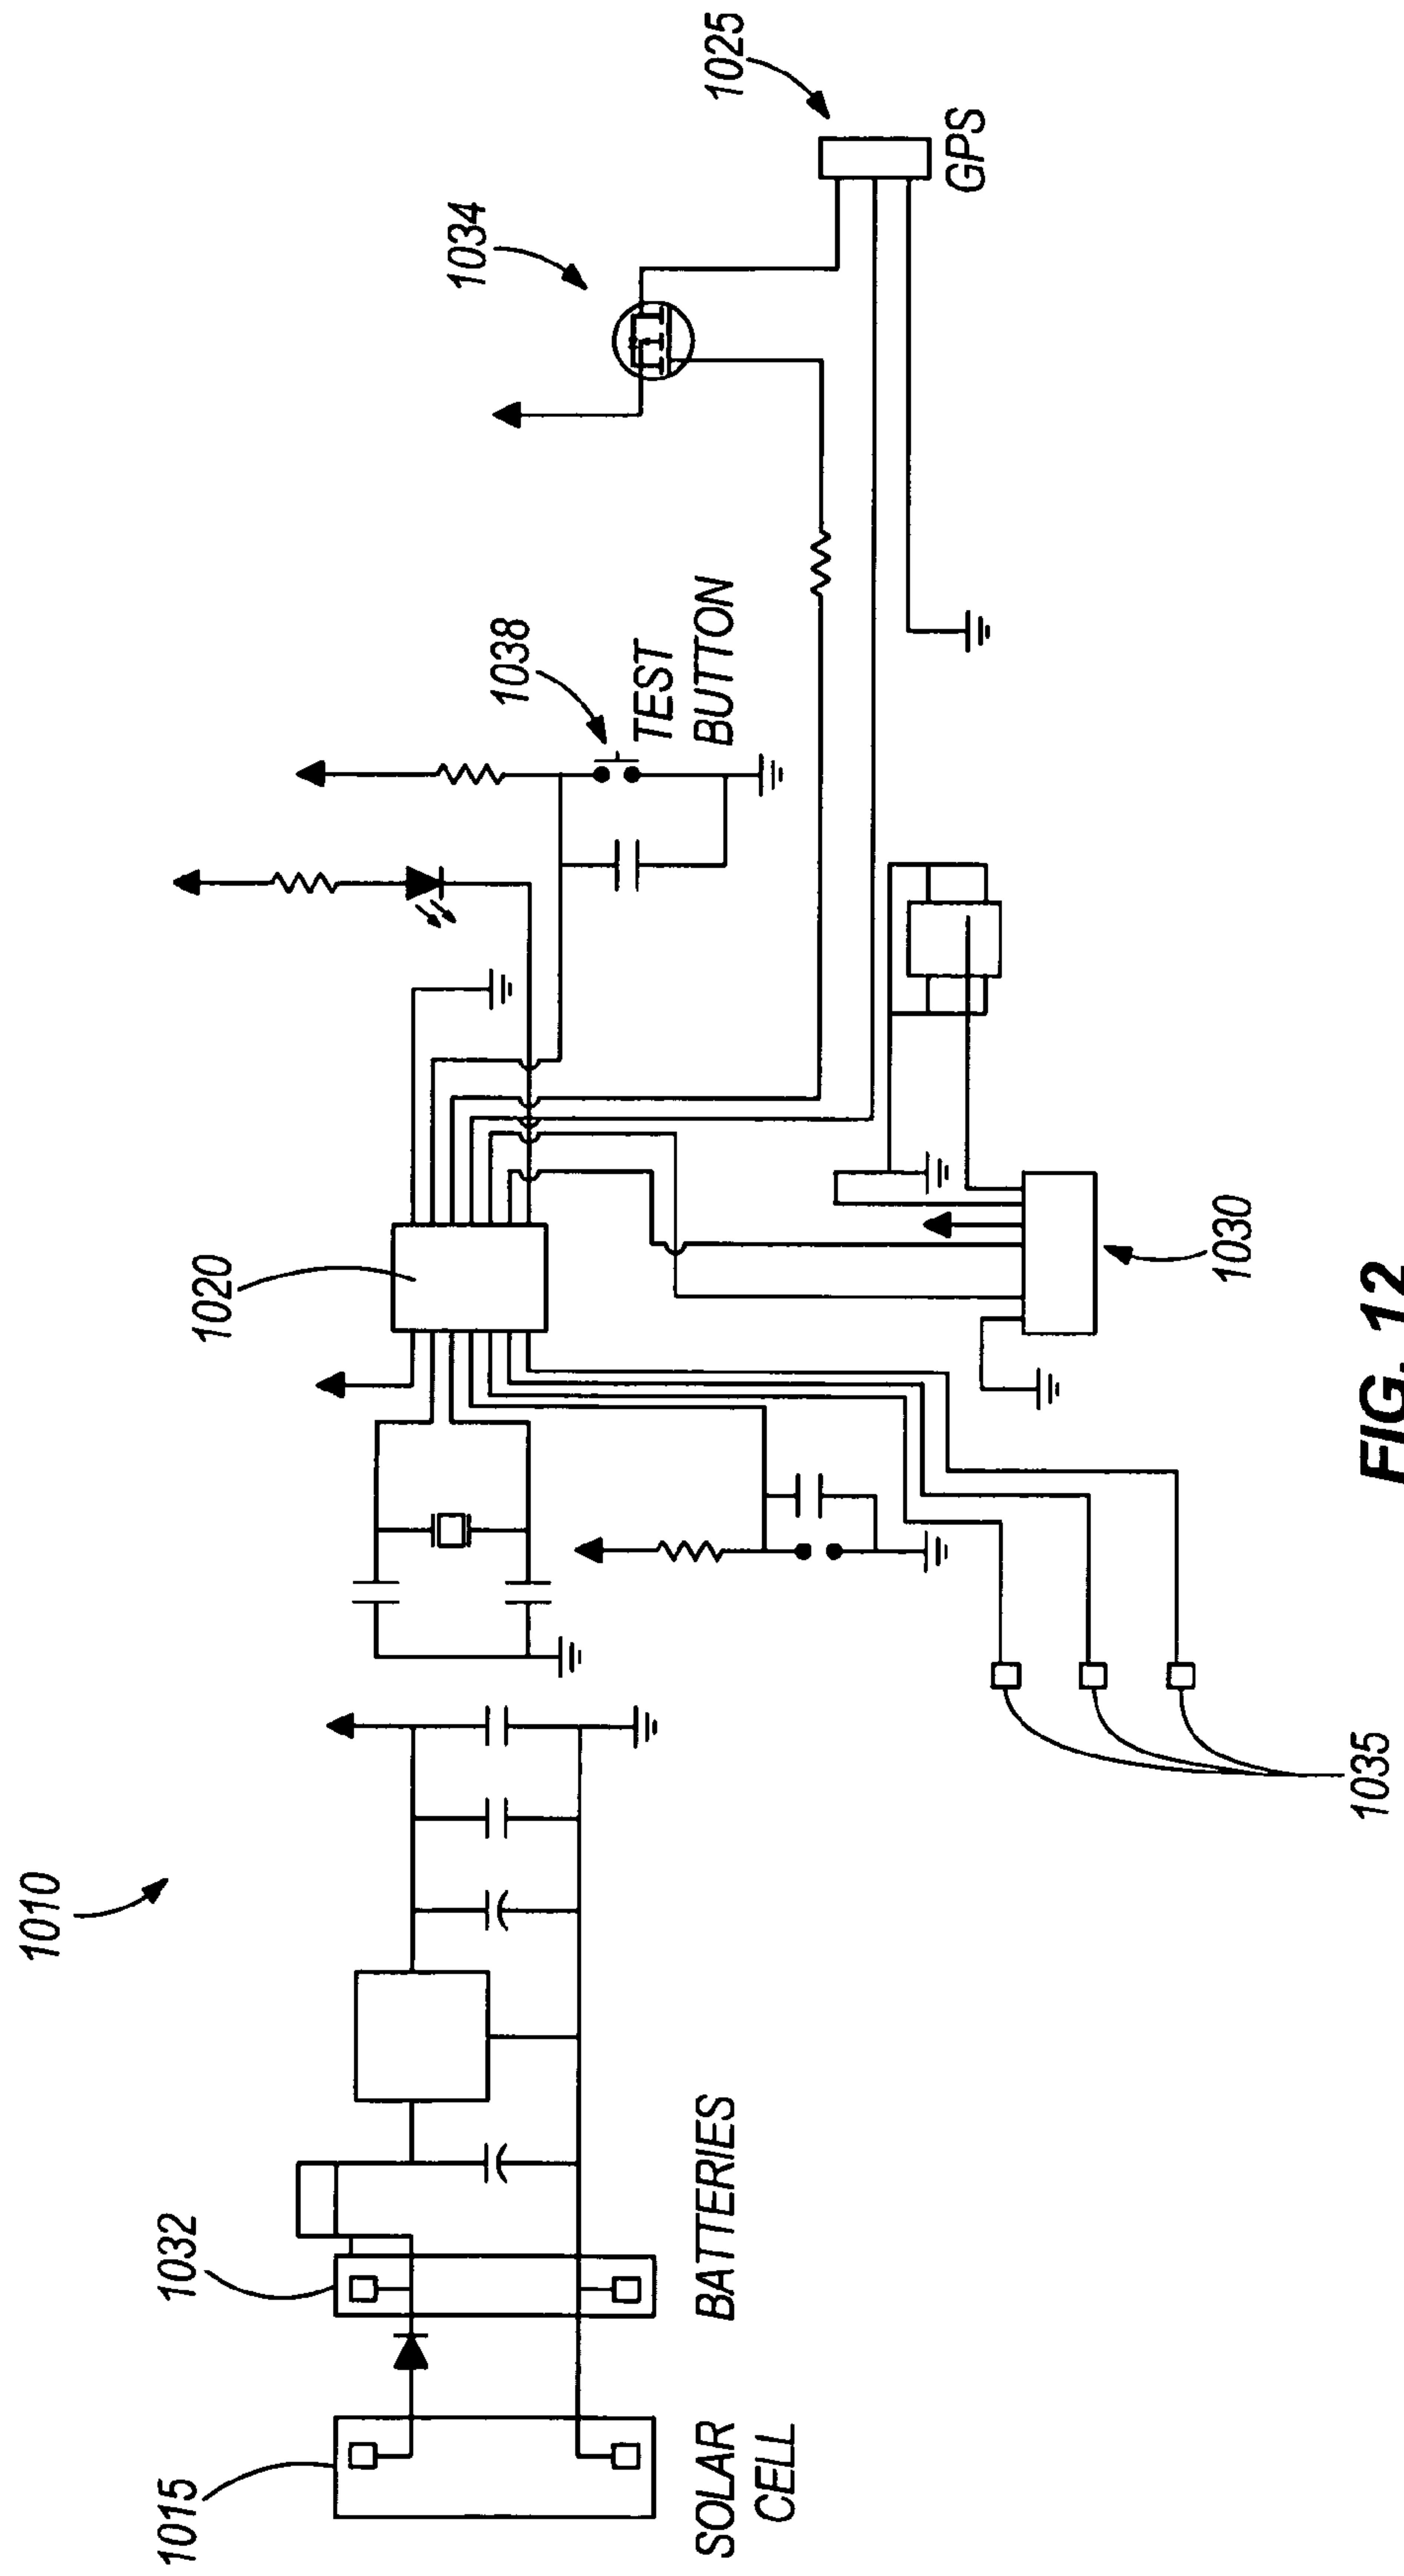 1010
1015
SOLAR
CELL
1032
BATTERIES
1020
1035
1030
1038
TEST
BUTTON
1034
1025
GPS
FIG. 12